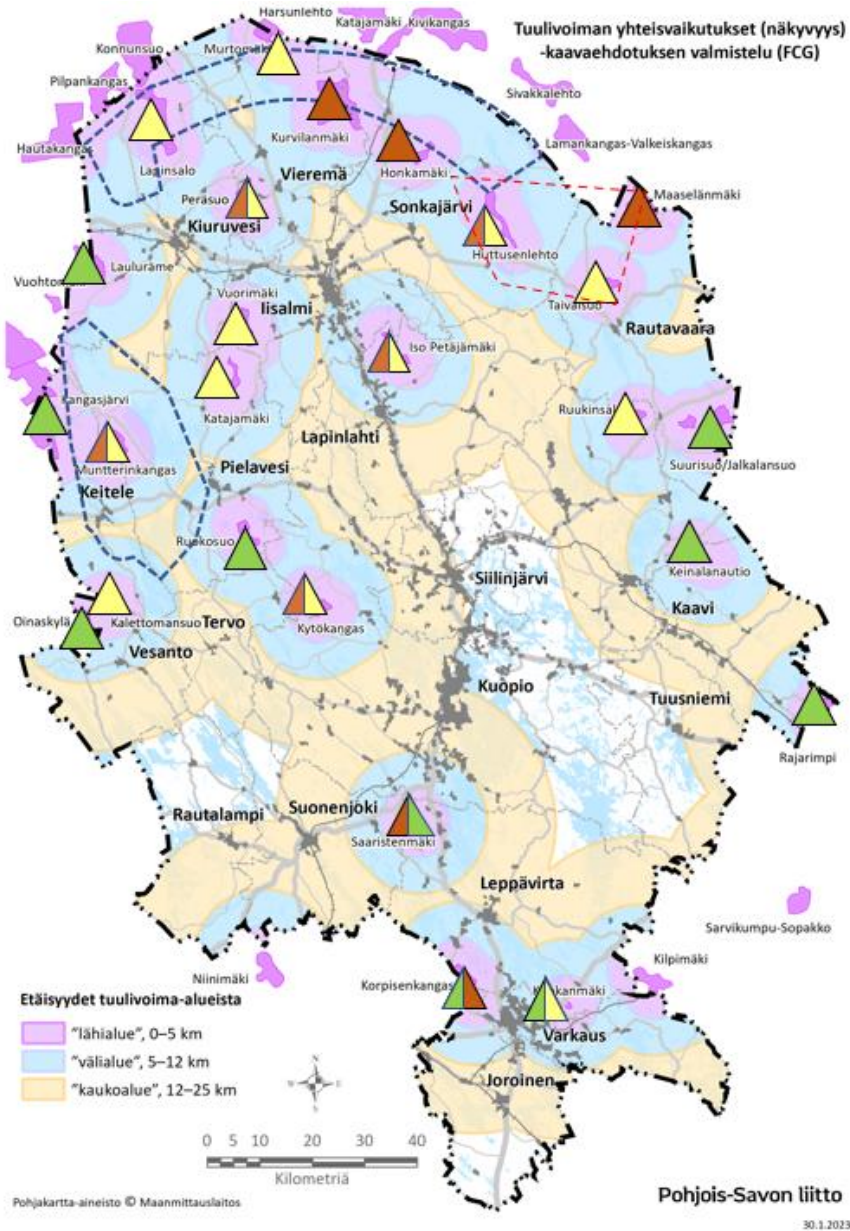 Harsunlehto
Katajamäki
Kivikangas
Tuulivoiman yhteisvaikutukset (näkyvyys)
-kaavaehdotuksen valmistelu (FCG)
Konnunsuo
Murtomäki
Pilpankangas
Sivakkalehto
Hautakangas
Kurvilanmäki
Lamankangas-Valkeiskangas
Lapinsalo
Vieremä
Honkamäki
Peräsuo
Maaselänmäki
Sonkajärvi
Kiuruvesi
Huttusenlehto
Lauluräme
Vuorimäki
Taivalsuo
Iisalmi
Rautavaara
Iso Petäjämäki
Kangasjärvi
Katajamäki
Lapinlahti
Suurisuo/Jalkalansuo
Muntterinkangas
Pielavesi
Keitele
Ruokosuo
Keinalanautio
Siilinjärvi
Kaavi
Oinaskylä
Kalettomansuo
Tervo
Kytökangas
Vesanto
Kuopio
Tuusniemi
Rajarimpi
Rautalampi
Suonenjoki
Saaristenmäki
Leppävirta
Sarvikumpu-Sopakko
Niinimäki
Kilpimäki
Korpisenkangas
Varkaus
Joroinen
Etäisyydet tuulivoima-alueista
"lähialue", 0–5 km
"välialue", 5–12 km
"kaukoalue", 12–25 km
N
W E
S
0 5 10 20 30 40
Kilometriä
Pohjakartta-aineisto © Maanmittauslaitos
Pohjois-Savon liitto
30.1.2023